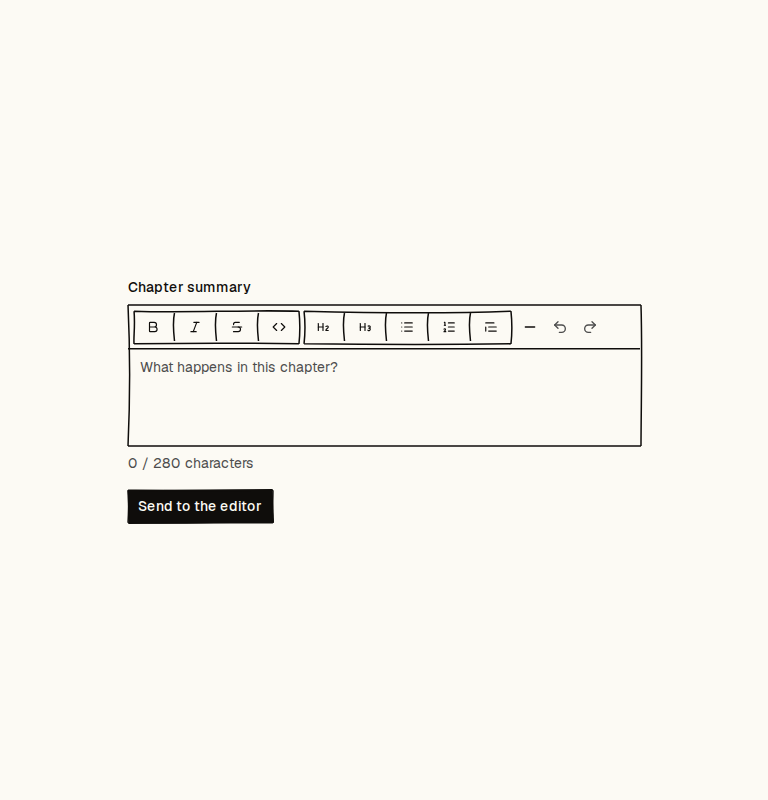 Chapter summary
B I S <> H2 H3
What happens in this chapter?
0 / 280 characters
Send to the editor